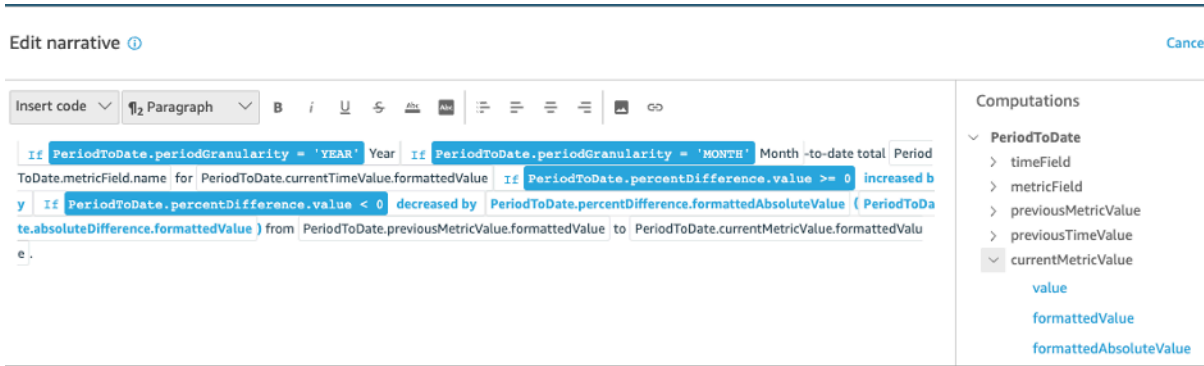 Edit narrative
Cance
Insert code ¶2 Paragraph B i U S Abc Abc
Computations
PeriodToDate
If PeriodToDate.periodGranularity = 'YEAR' Year If PeriodToDate.periodGranularity = 'MONTH' Month -to-date total Period
ToDate.metricField.name for PeriodToDate.currentTimeValue.formattedValue If PeriodToDate.percentDifference.value >= 0 increased b
y If PeriodToDate.percentDifference.value < 0 decreased by PeriodToDate.percentDifference.formattedAbsoluteValue ( PeriodToDa
te.absoluteDifference.formattedValue ) from PeriodToDate.previousMetricValue.formattedValue to PeriodToDate.currentMetricValue.formattedValu
e .
timeField
metricField
previousMetricValue
previousTimeValue
currentMetricValue
value
formattedValue
formattedAbsoluteValue